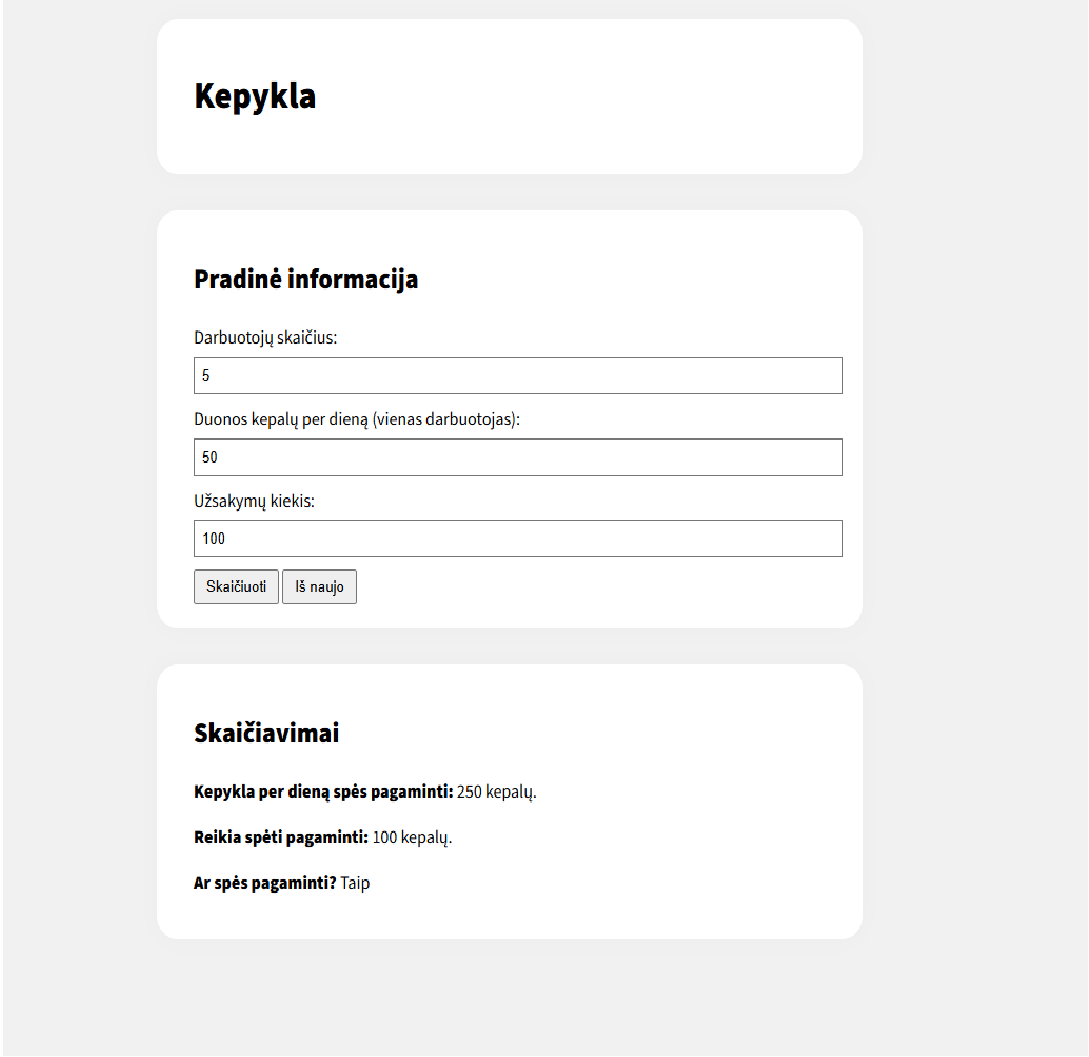 Kepykla
Pradinė informacija
Darbuotojų skaičius:
5
Duonos kepalų per dieną (vienas darbuotojas):
50
Užsakymų kiekis:
100
Skaičiuoti Iš naujo
Skaičiavimai
Kepykla per dieną spės pagaminti: 250 kepalų.
Reikia spėti pagaminti: 100 kepalų.
Ar spės pagaminti? Taip